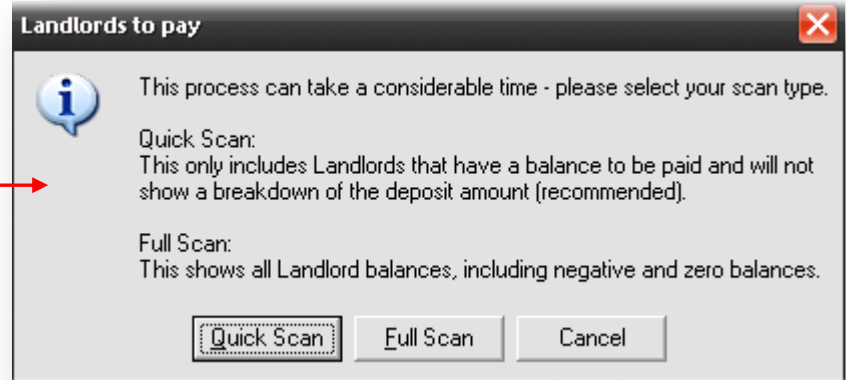 Landlords to pay
This process can take a considerable time - please select your scan type.
Quick Scan:
This only includes Landlords that have a balance to be paid and will not
show a breakdown of the deposit amount (recommended).
Full Scan:
This shows all Landlord balances, including negative and zero balances.
Quick Scan Full Scan Cancel